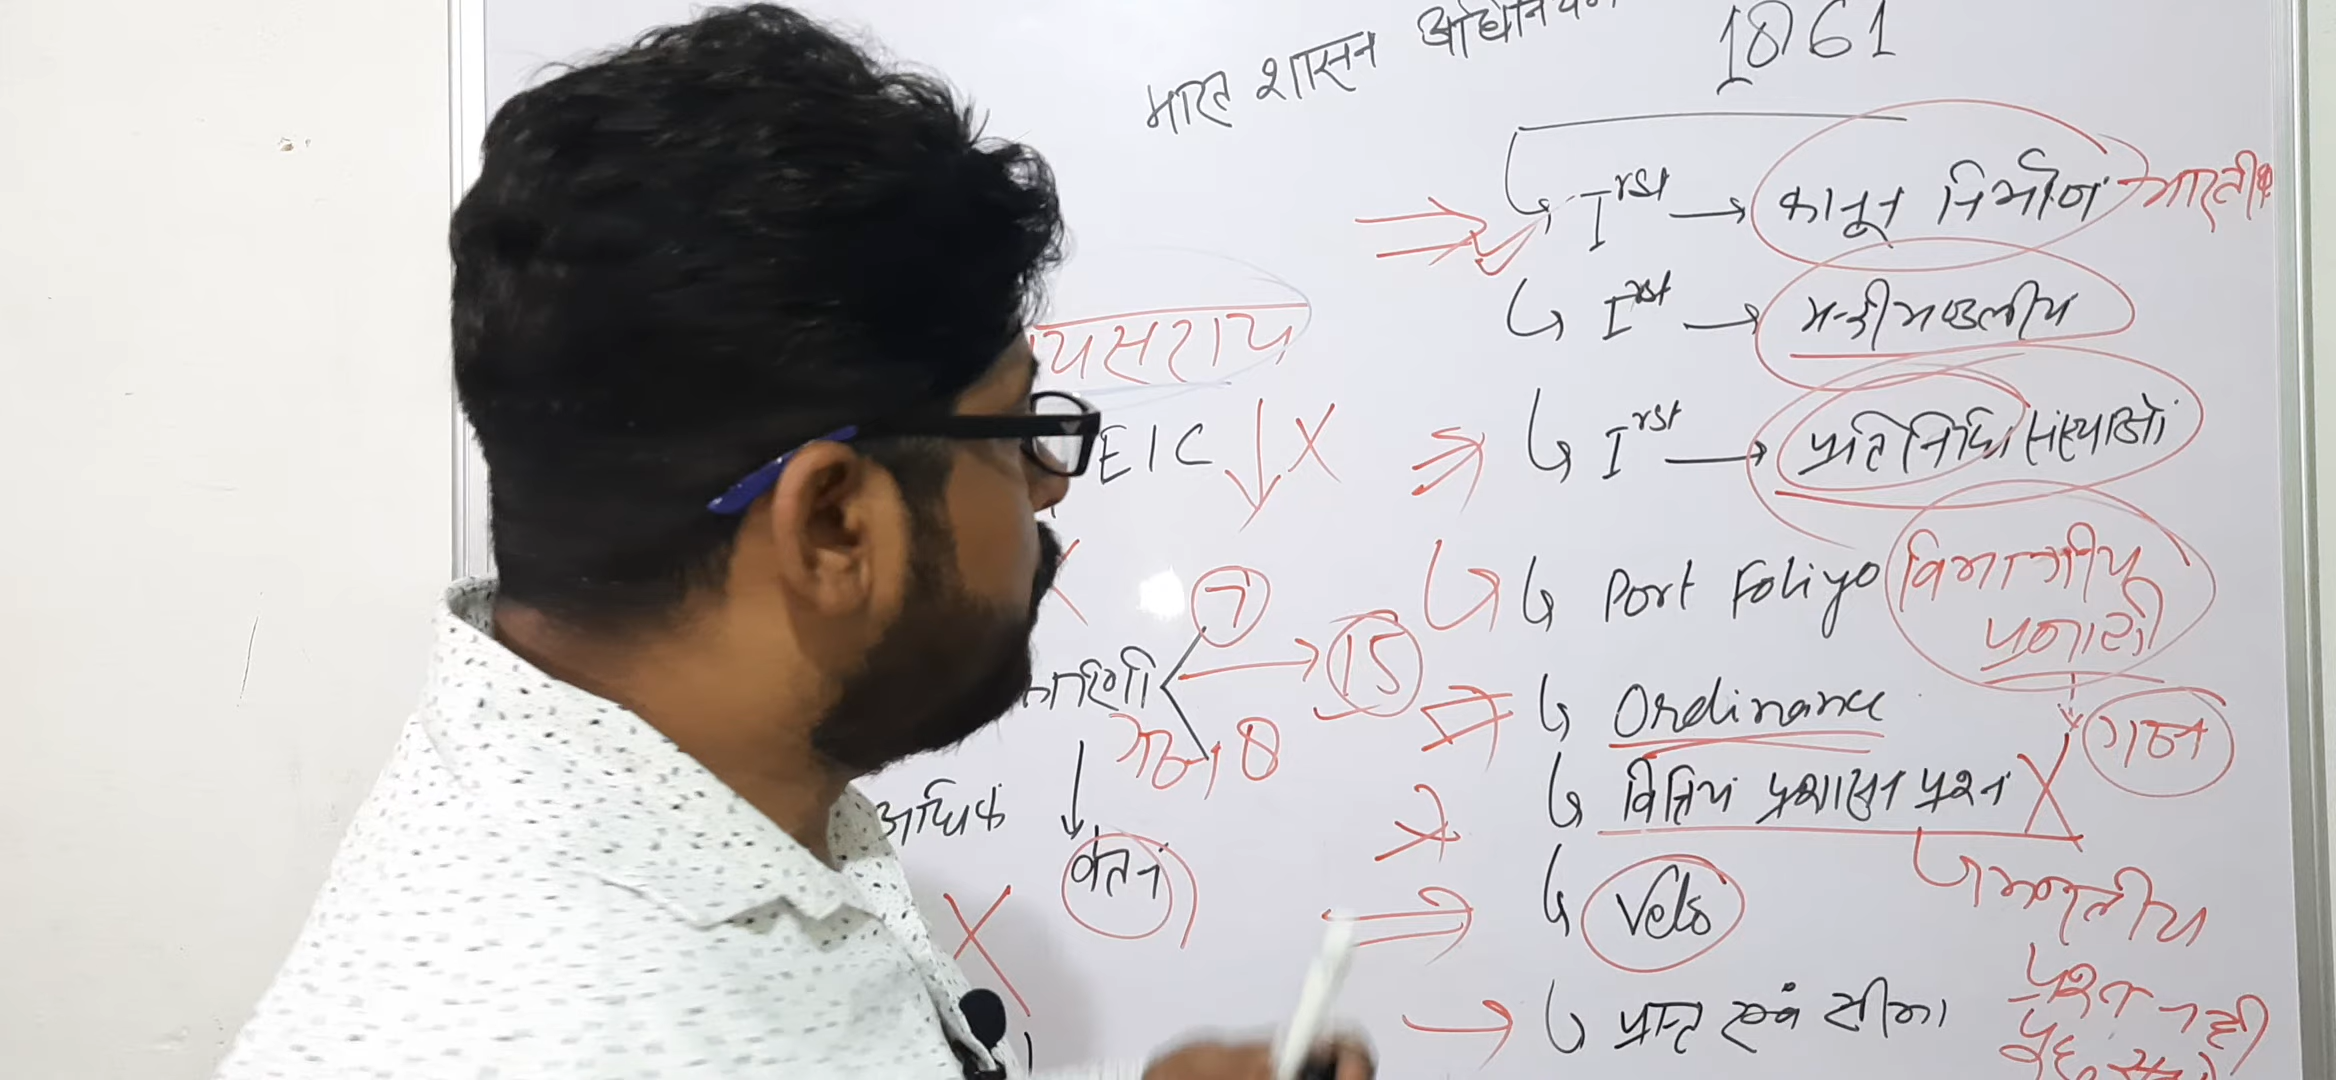 भारत शासन अधिनियम 1861
Irst → कानून निर्माण → भारतीय
Irst → मन्त्रीमण्डलीय
Irst → प्रतिनिधि संस्थाओं
Port Foliyo विभागीय
प्रणाली
गठन
Ordinance
वित्तिय प्रशासन प्रश्न X
भारतीय
प्रश्न नही
Veto
प्रान्त एवं सीमा
यसराय
EIC ↓ X
7
15
8
अधिक
वेतन
X